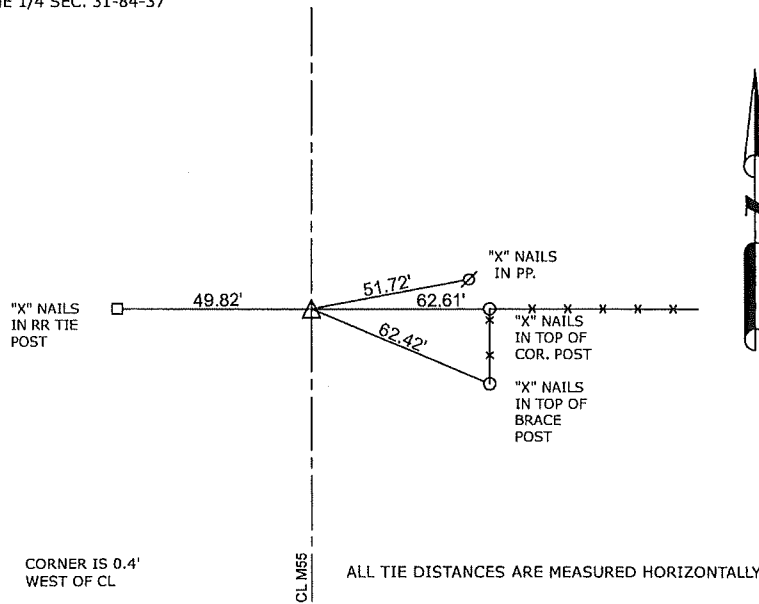 1/4 SEC. 31-84-37
"X" NAILS
IN PP.
51.72'
49.82'
62.61'
"X" NAILS
IN RR TIE
POST
"X" NAILS
IN TOP OF
COR. POST
62.42'
"X" NAILS
IN TOP OF
BRACE
POST
CORNER IS 0.4'
WEST OF CL
CL M55
ALL TIE DISTANCES ARE MEASURED HORIZONTALLY